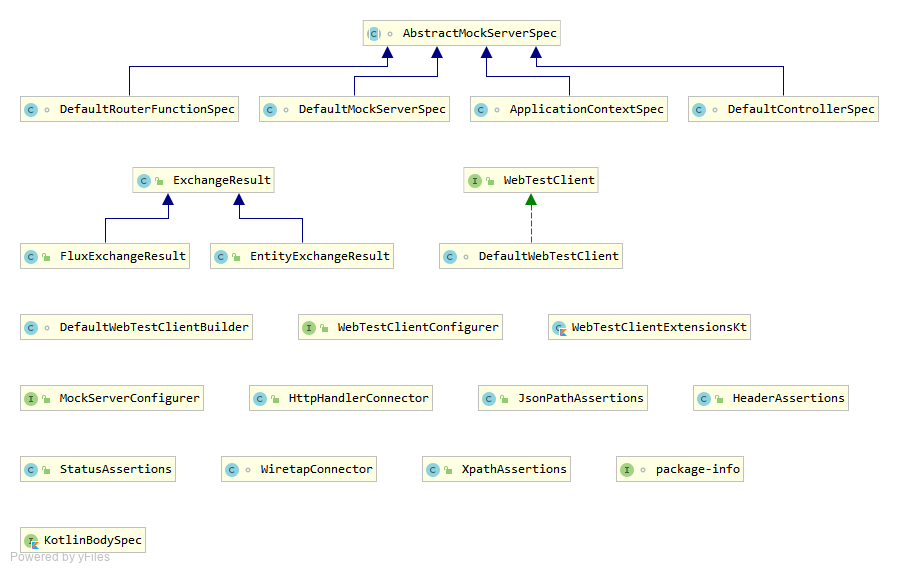 AbstractMockServerSpec
DefaultRouterFunctionSpec DefaultMockServerSpec ApplicationContextSpec DefaultControllerSpec
ExchangeResult WebTestClient
FluxExchangeResult EntityExchangeResult DefaultWebTestClient
DefaultWebTestClientBuilder WebTestClientConfigurer WebTestClientExtensionsKt
MockServerConfigurer HttpHandlerConnector JsonPathAssertions HeaderAssertions
StatusAssertions WiretapConnector XpathAssertions package-info
KotlinBodySpec
Powered by yFiles